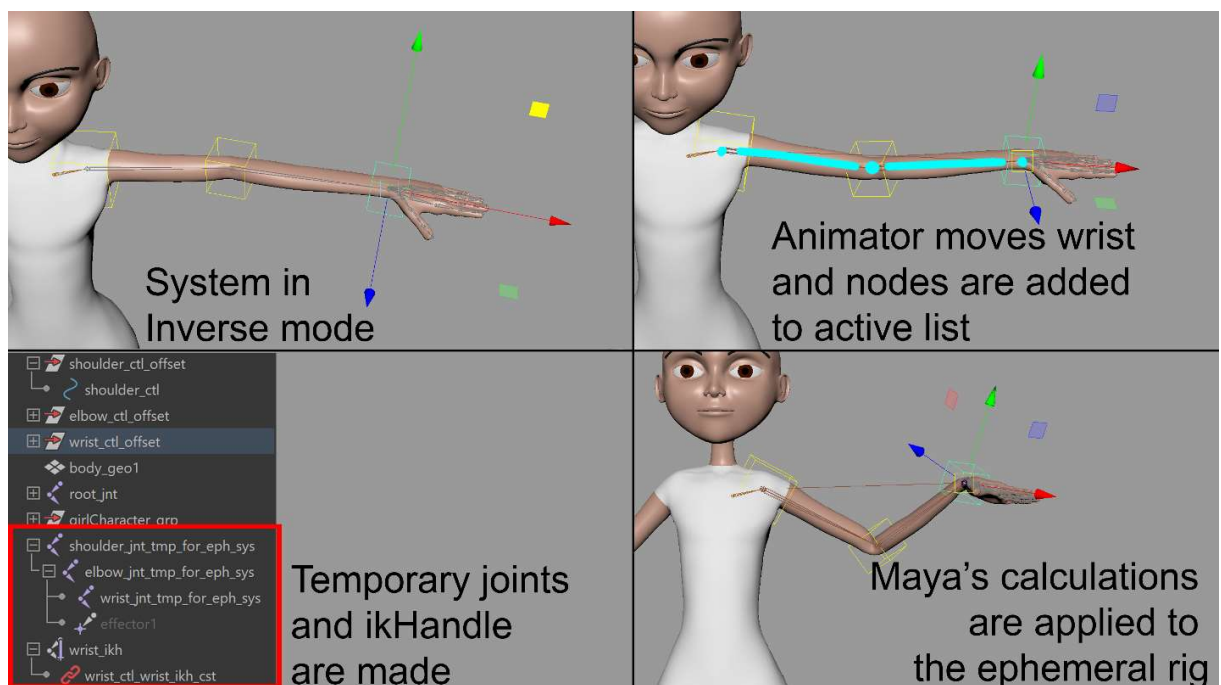 System in
Inverse mode
Animator moves wrist
and nodes are added
to active list
shoulder_ctl_offset
shoulder_ctl
elbow_ctl_offset
wrist_ctl_offset
body_geo1
root_jnt
girlCharacter_grp
shoulder_jnt_tmp_for_eph_sys
elbow_jnt_tmp_for_eph_sys
wrist_jnt_tmp_for_eph_sys
effector1
wrist_ikh
wrist_ctl_wrist_ikh_cst
Temporary joints
and ikHandle
are made
Maya's calculations
are applied to
the ephemeral rig